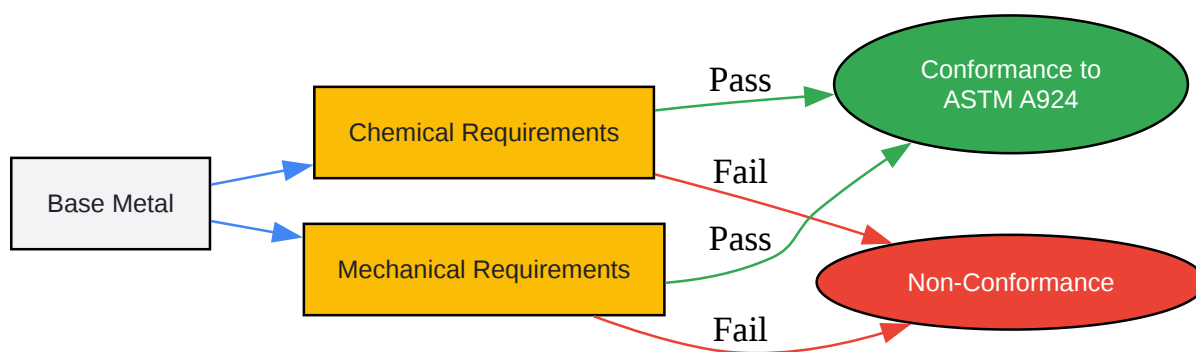 Base Metal
Chemical Requirements
Mechanical Requirements
Pass
Fail
Pass
Fail
Conformance to
ASTM A924
Non-Conformance